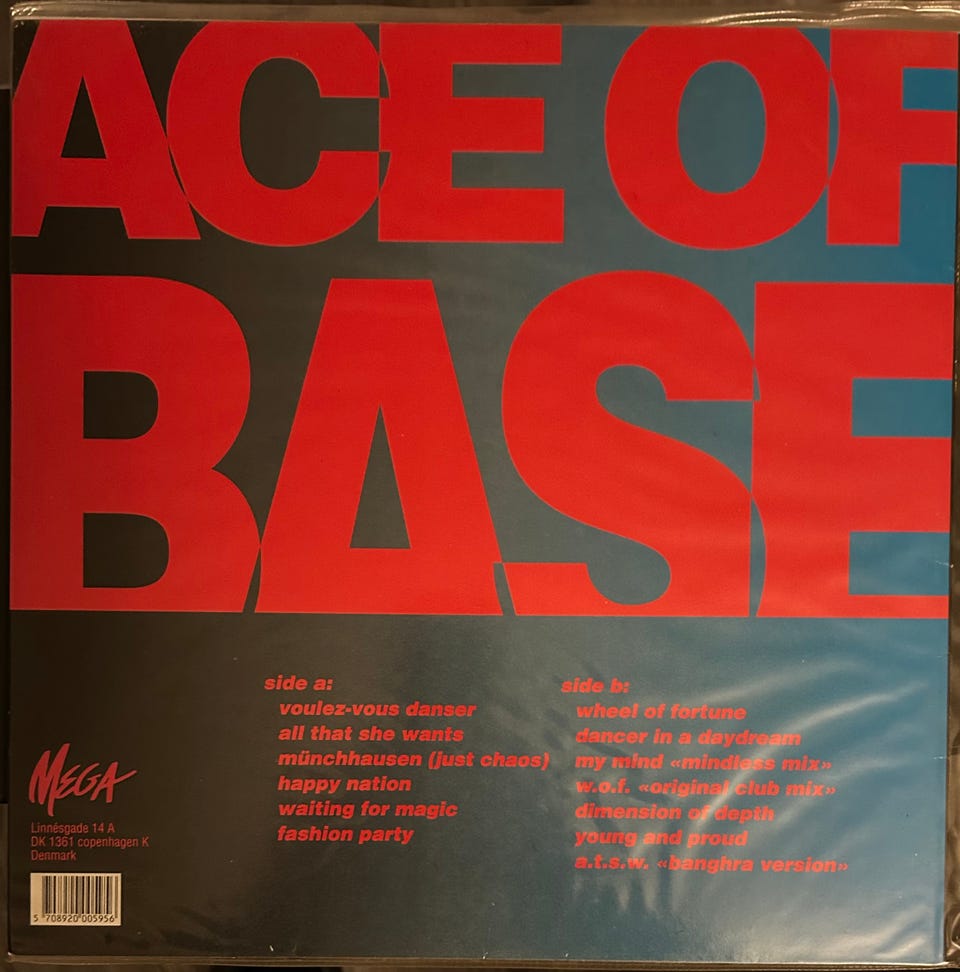 ACE OF
BASE
side a:
voulez-vous danser
all that she wants
münchhausen (just chaos)
happy nation
waiting for magic
fashion party
side b:
wheel of fortune
dancer in a daydream
my mind «mindless mix»
w.o.f. «original club mix»
dimension of depth
young and proud
a.t.s.w. «banghra version»
MEGA
Linnésgade 14 A
DK 1361 copenhagen K
Denmark
5 708920 005956